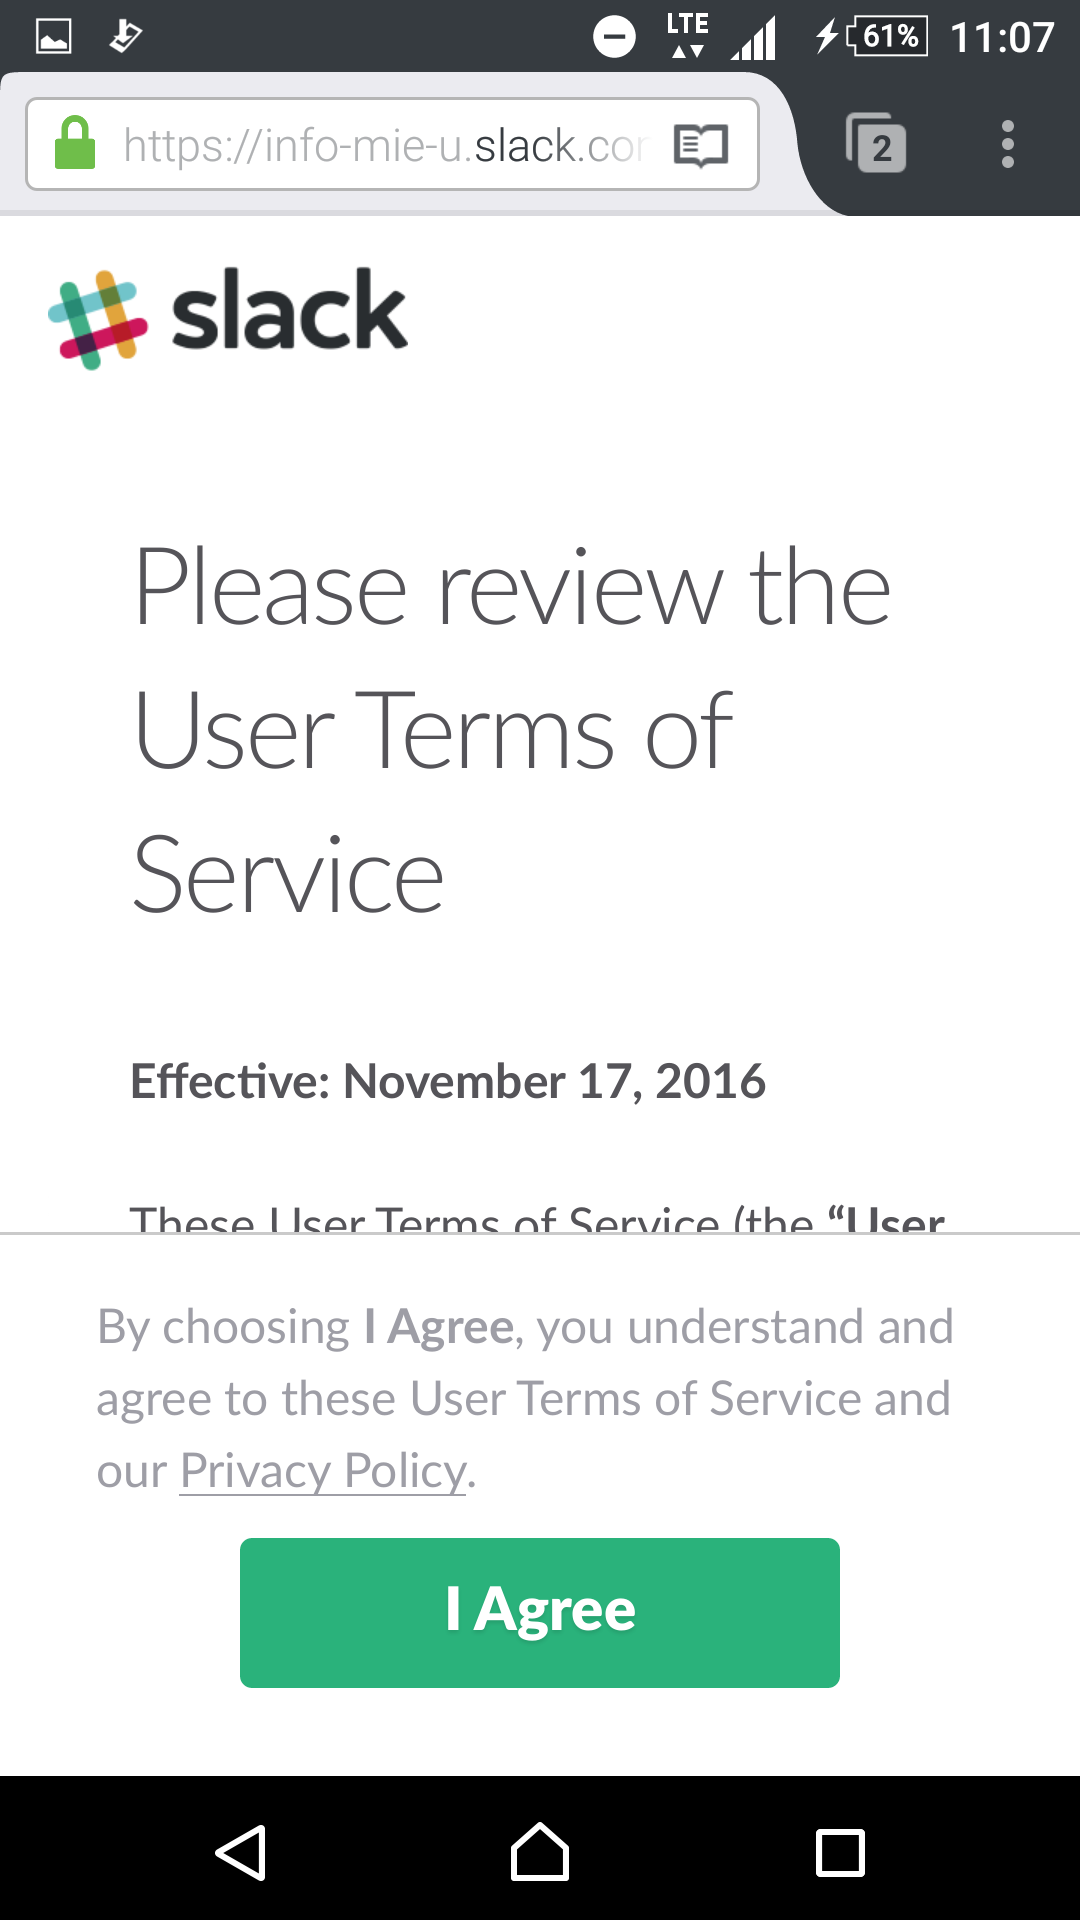 LTE
61%
11:07
https://info-mie-u.slack.co
2
slack
Please review the
User Terms of
Service
Effective: November 17, 2016
These User Terms of Service (the “User
By choosing I Agree, you understand and
agree to these User Terms of Service and
our Privacy Policy.
I Agree